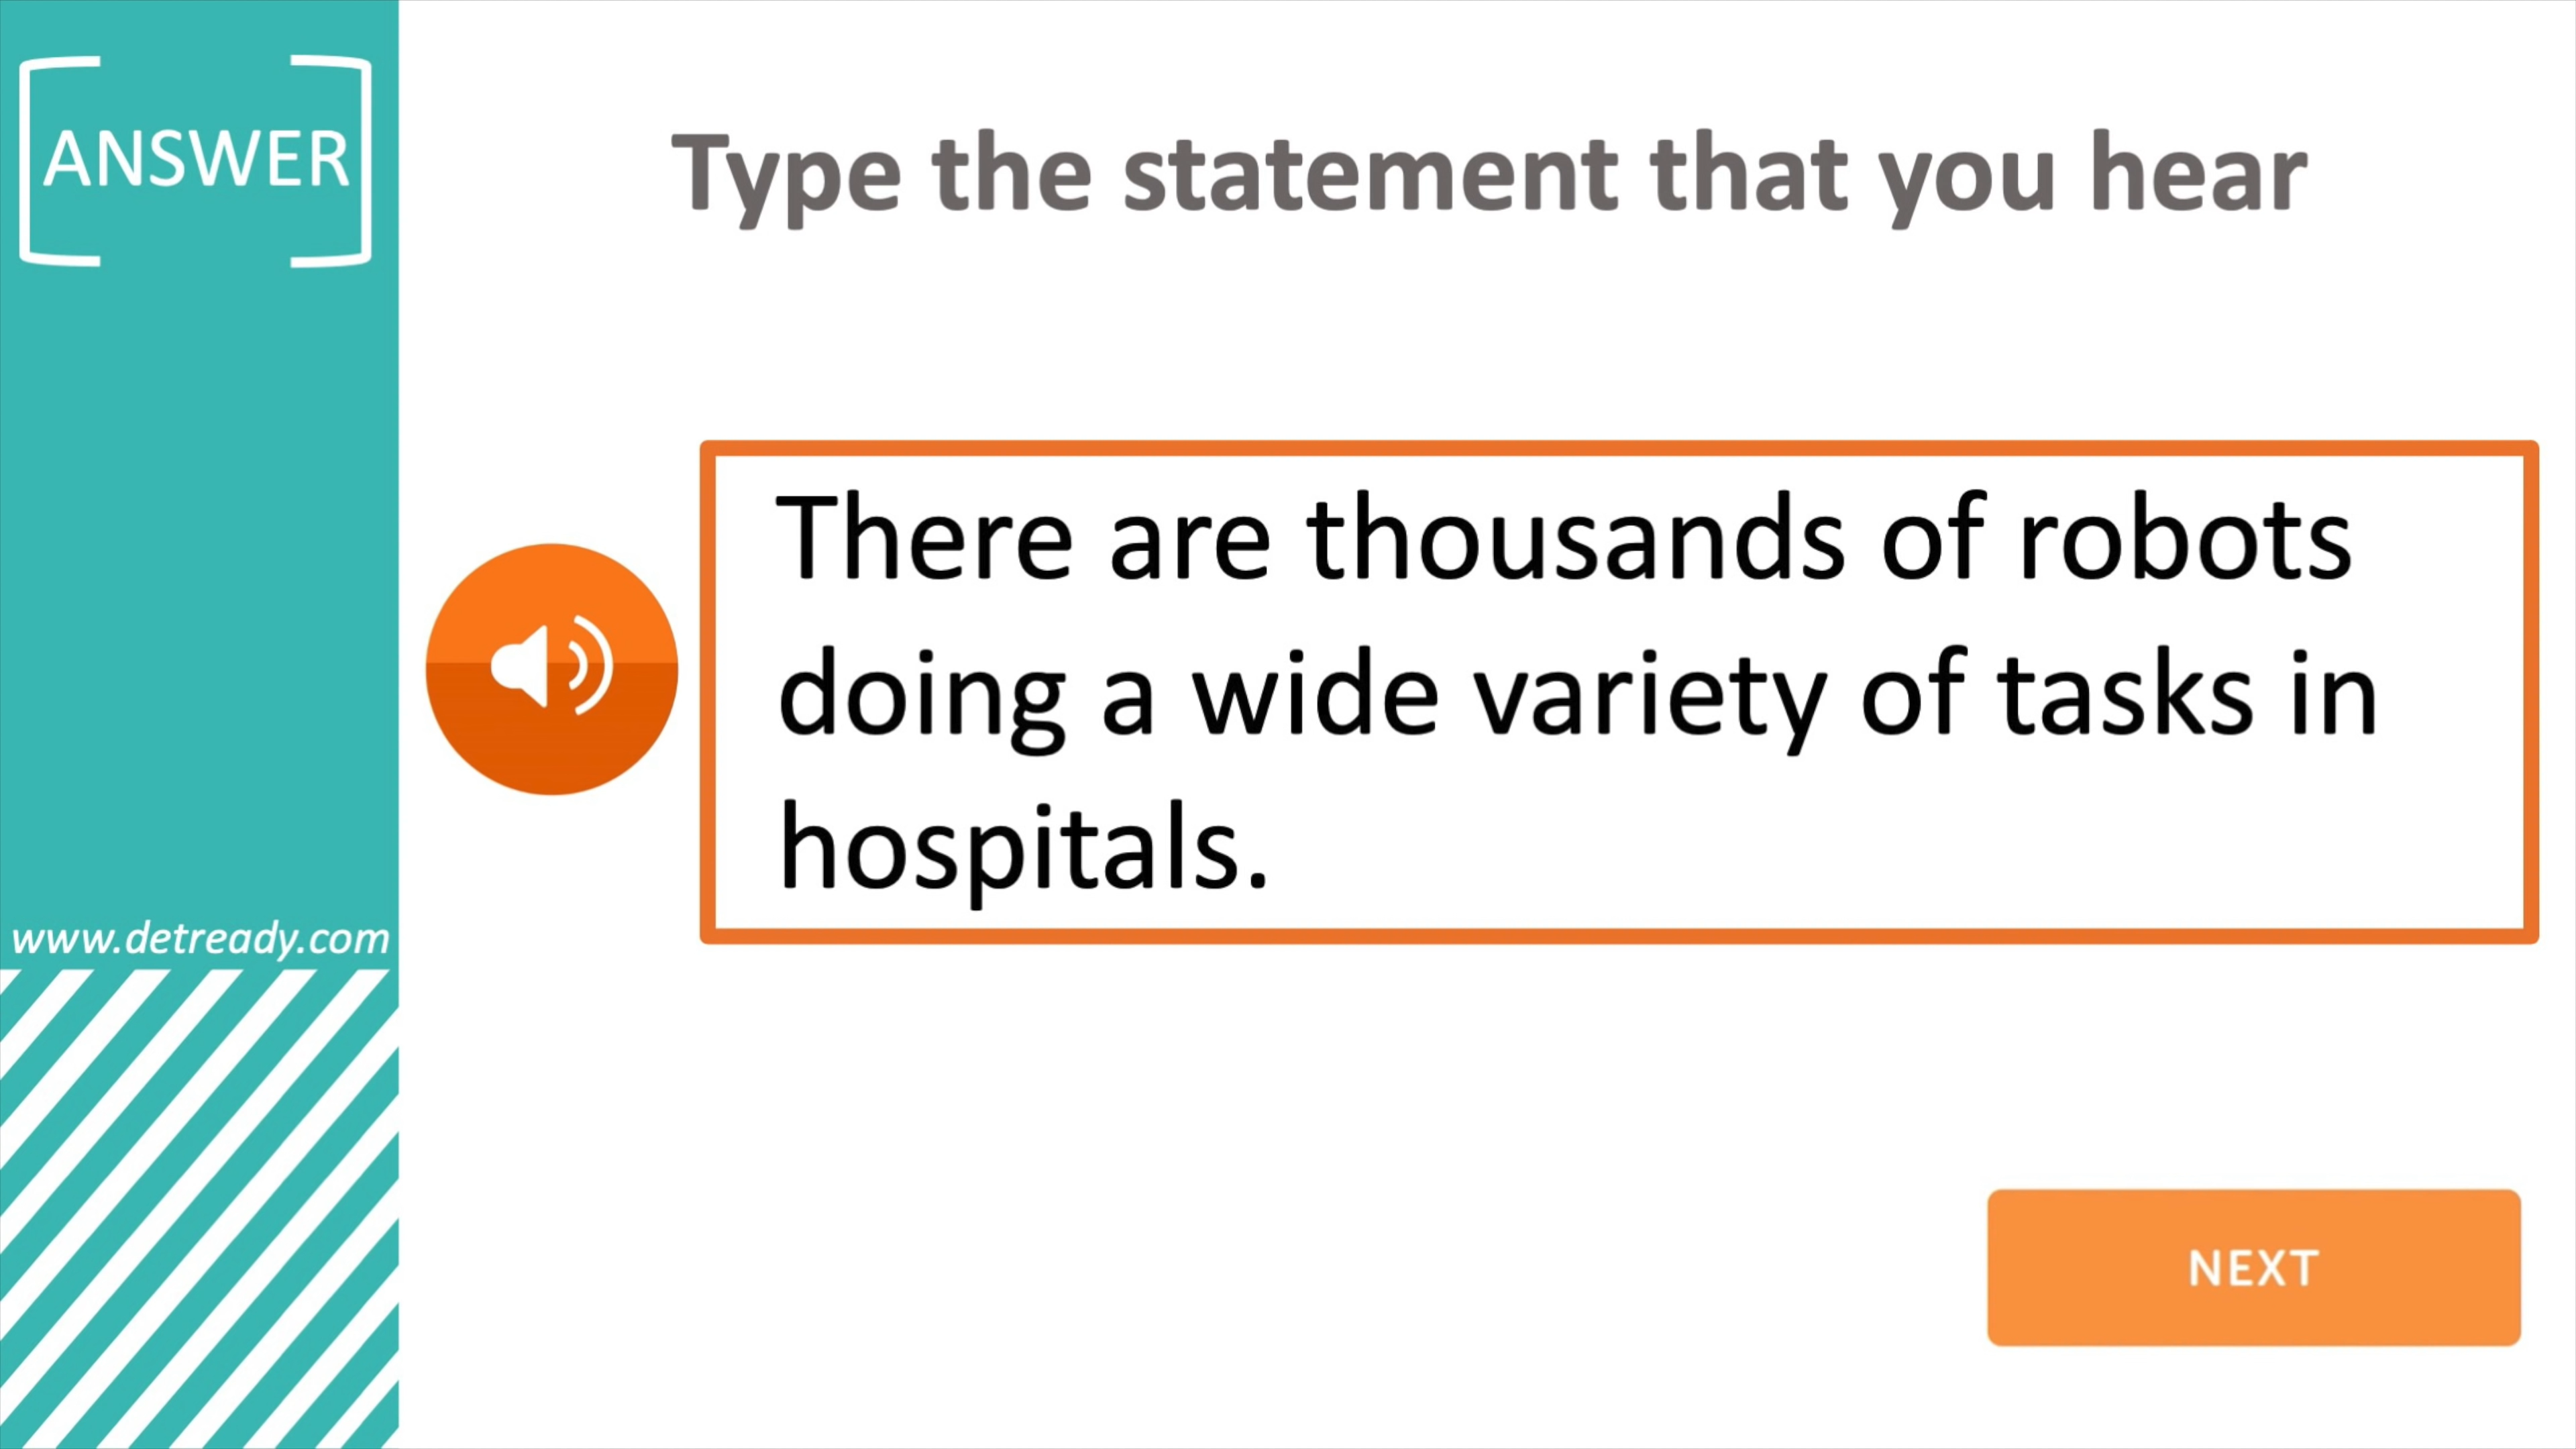 ANSWER
Type the statement that you hear
There are thousands of robots
doing a wide variety of tasks in
hospitals.
www.detready.com
NEXT